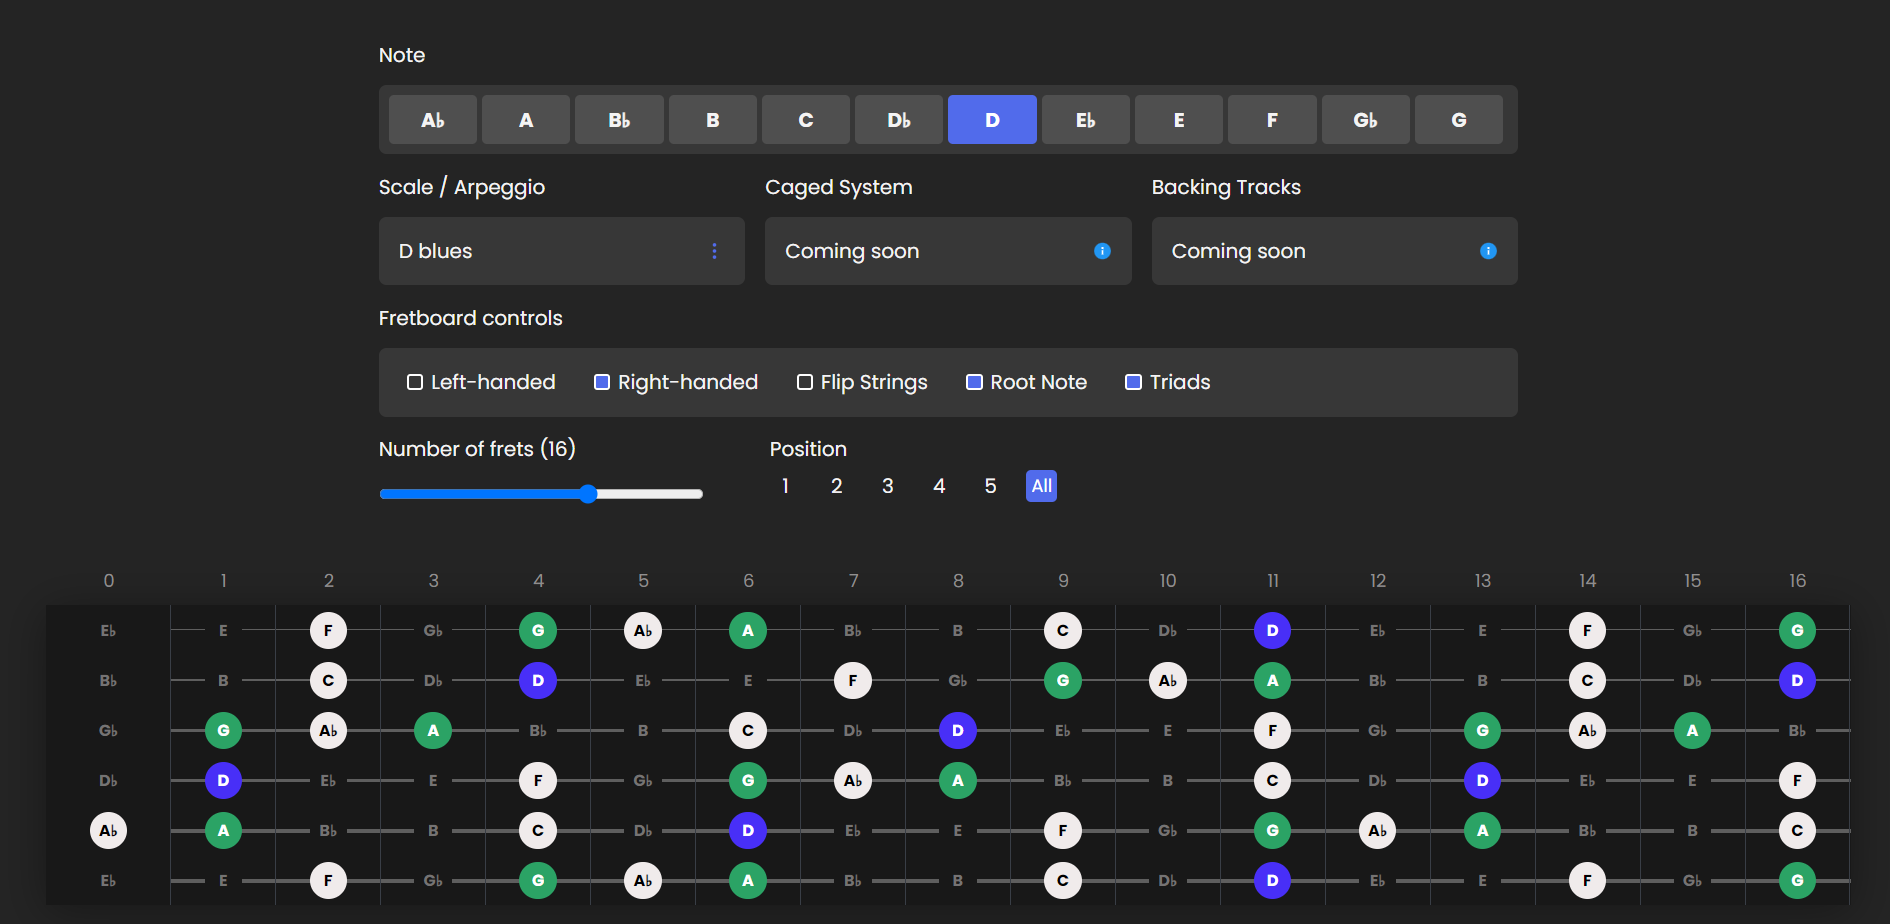 Note
A♭ A B♭ B C D♭ D E♭ E F G♭ G
Scale / Arpeggio Caged System Backing Tracks
D blues Coming soon Coming soon
Fretboard controls
Left-handed Right-handed Flip Strings Root Note Triads
Number of frets (16) Position
1 2 3 4 5 All
0 1 2 3 4 5 6 7 8 9 10 11 12 13 14 15 16
E♭ E F G♭ G A♭ A B♭ B C D♭ D E♭ E F G♭ G
B♭ B C D♭ D E♭ E F G♭ G A♭ A B♭ B C D♭ D
G♭ G A♭ A B♭ B C D♭ D E♭ E F G♭ G A♭ A B♭
D♭ D E♭ E F G♭ G A♭ A B♭ B C D♭ D E♭ E F
A♭ A B♭ B C D♭ D E♭ E F G♭ G A♭ A B♭ B C
E♭ E F G♭ G A♭ A B♭ B C D♭ D E♭ E F G♭ G